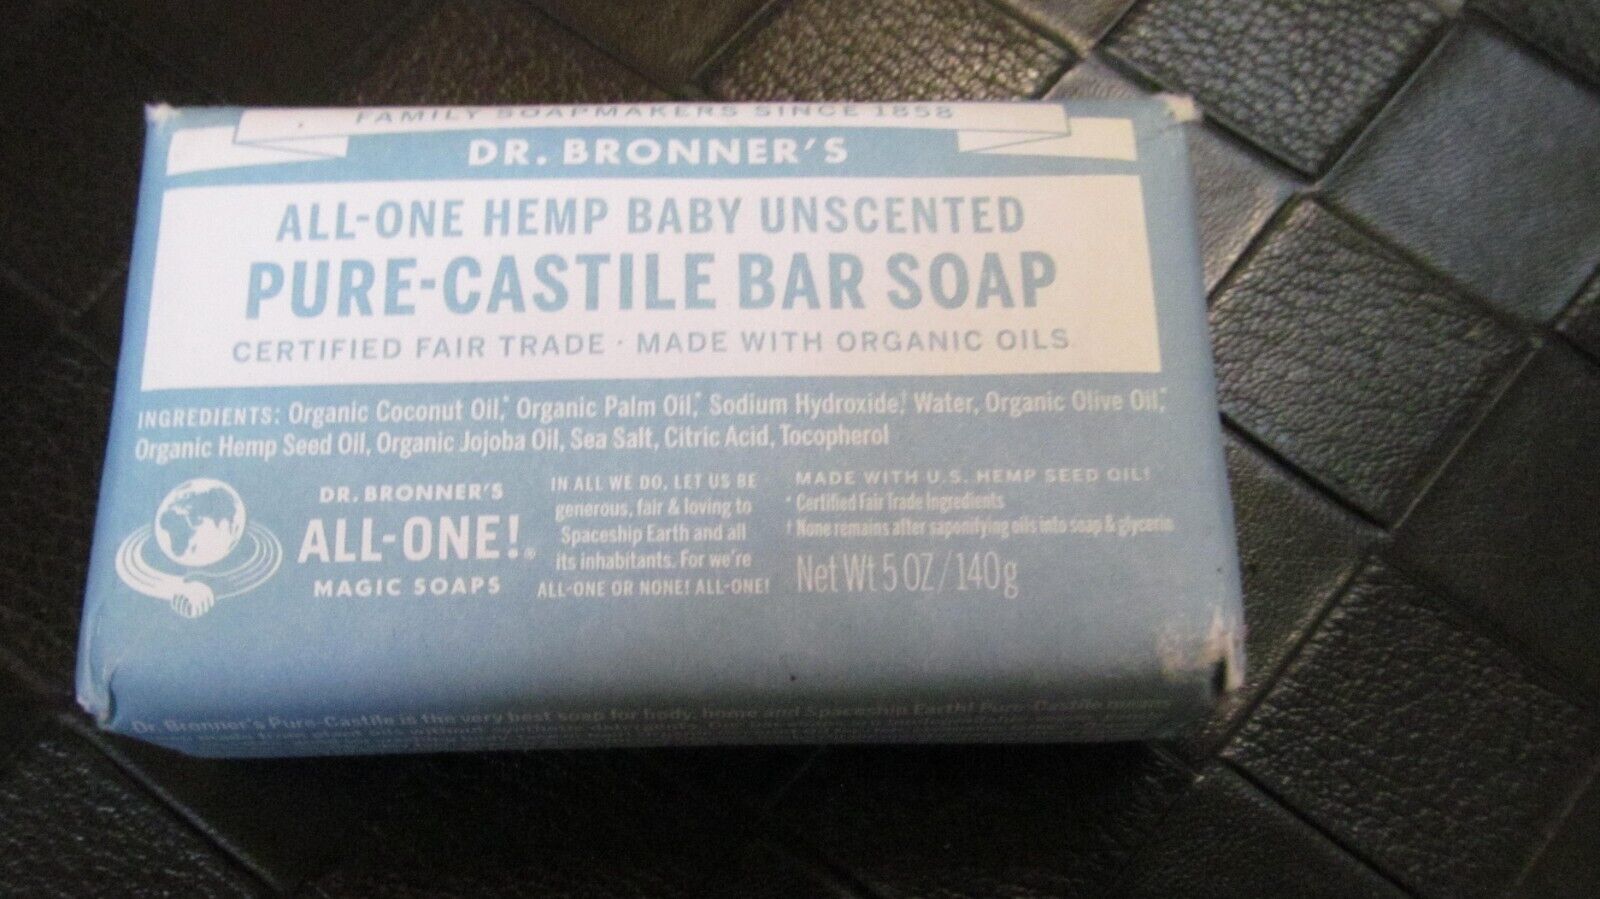 FAMILY SOAPMAKERS SINCE 1858
DR. BRONNER'S
ALL-ONE HEMP BABY UNSCENTED
PURE-CASTILE BAR SOAP
CERTIFIED FAIR TRADE · MADE WITH ORGANIC OILS
INGREDIENTS: Organic Coconut Oil,* Organic Palm Oil,* Sodium Hydroxide,† Water, Organic Olive Oil,*
Organic Hemp Seed Oil, Organic Jojoba Oil, Sea Salt, Citric Acid, Tocopherol
DR. BRONNER'S
ALL-ONE!®
MAGIC SOAPS
IN ALL WE DO, LET US BE
generous, fair & loving to
Spaceship Earth and all
its inhabitants. For we're
ALL-ONE OR NONE! ALL-ONE!
MADE WITH U.S. HEMP SEED OIL!
* Certified Fair Trade Ingredients
† None remains after saponifying oils into soap & glycerin
Net Wt 5 OZ/140g
Dr. Bronner's Pure-Castile is the very best soap for body, home and Spaceship Earth! Pure-Castile means